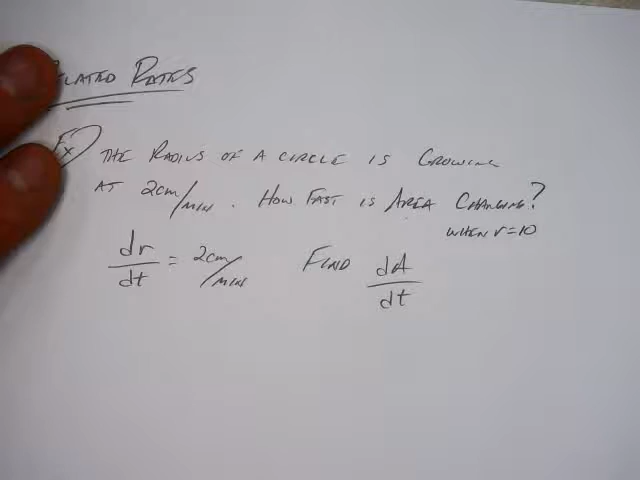 RELATED RATES
Ex) THE RADIUS OF A CIRCLE IS GROWING
AT 2cm/MIN. HOW FAST IS AREA CHANGING?
WHEN r=10
dr/dt = 2cm/MIN FIND dA/dt